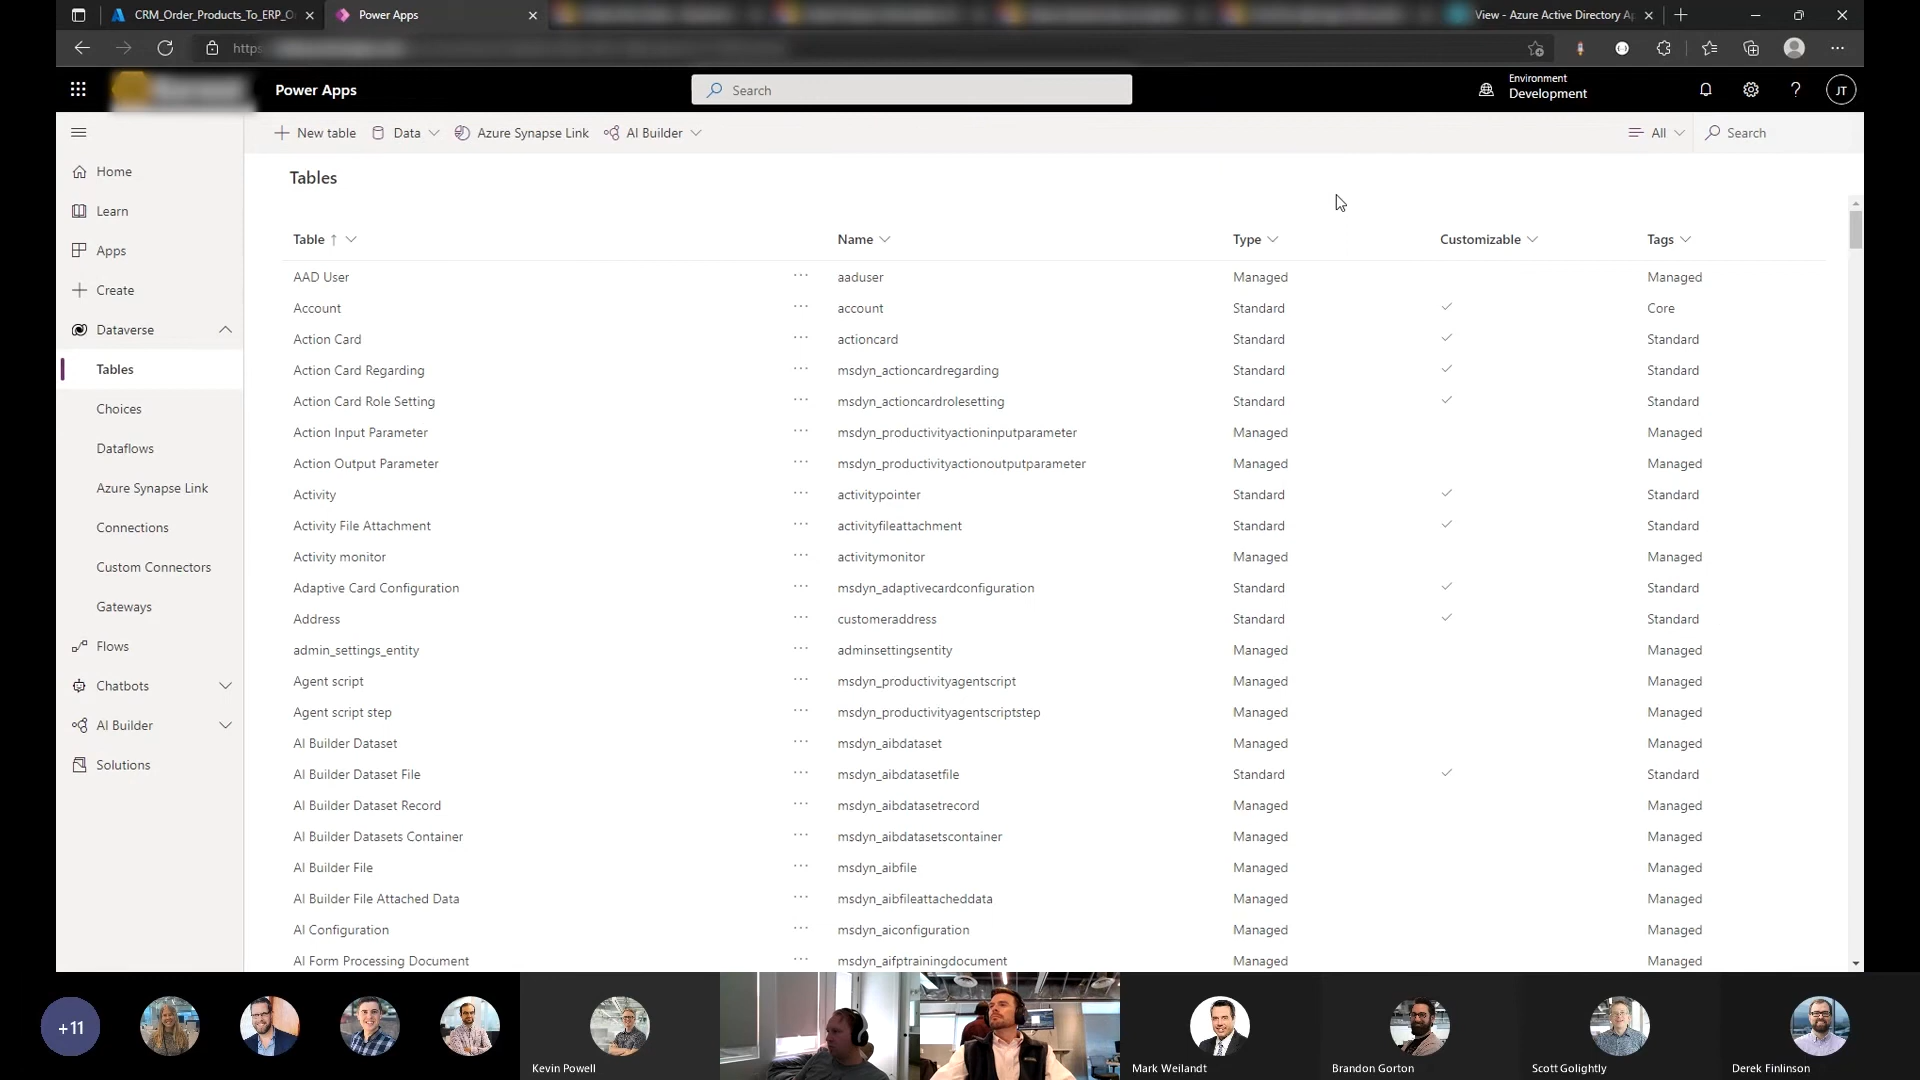 CRM_Order_Products_To_ERP_O
Power Apps
View - Azure Active Directory A
https
Power Apps
Search
Environment
Development
JT
New table
Data
Azure Synapse Link
AI Builder
All
Search
Home
Learn
Apps
Create
Dataverse
Tables
Choices
Dataflows
Azure Synapse Link
Connections
Custom Connectors
Gateways
Flows
Chatbots
AI Builder
Solutions
Tables
Table ↑ Name Type Customizable Tags
AAD User ... aaduser Managed Managed
Account ... account Standard ✓ Core
Action Card ... actioncard Standard ✓ Standard
Action Card Regarding ... msdyn_actioncardregarding Standard ✓ Standard
Action Card Role Setting ... msdyn_actioncardrolesetting Standard ✓ Standard
Action Input Parameter ... msdyn_productivityactioninputparameter Managed Managed
Action Output Parameter ... msdyn_productivityactionoutputparameter Managed Managed
Activity ... activitypointer Standard ✓ Standard
Activity File Attachment ... activityfileattachment Standard ✓ Standard
Activity monitor ... activitymonitor Managed Managed
Adaptive Card Configuration ... msdyn_adaptivecardconfiguration Standard ✓ Standard
Address ... customeraddress Standard ✓ Standard
admin_settings_entity ... adminsettingsentity Managed Managed
Agent script ... msdyn_productivityagentscript Managed Managed
Agent script step ... msdyn_productivityagentscriptstep Managed Managed
AI Builder Dataset ... msdyn_aibdataset Managed Managed
AI Builder Dataset File ... msdyn_aibdatasetfile Standard ✓ Standard
AI Builder Dataset Record ... msdyn_aibdatasetrecord Managed Managed
AI Builder Datasets Container ... msdyn_aibdatasetscontainer Managed Managed
AI Builder File ... msdyn_aibfile Managed Managed
AI Builder File Attached Data ... msdyn_aibfileattacheddata Managed Managed
AI Configuration ... msdyn_aiconfiguration Managed Managed
AI Form Processing Document ... msdyn_aifptrainingdocument Managed Managed
+11
Kevin Powell
Mark Weilandt
Brandon Gorton
Scott Golightly
Derek Finlinson